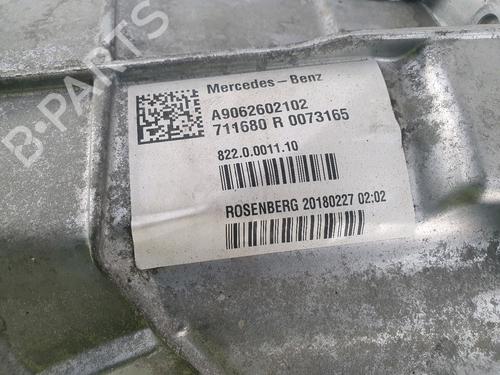 B-PARTS
Mercedes-Benz
A9062602102
711680 R 0073165
822.0.0011.10
ROSENBERG 20180227 02:02